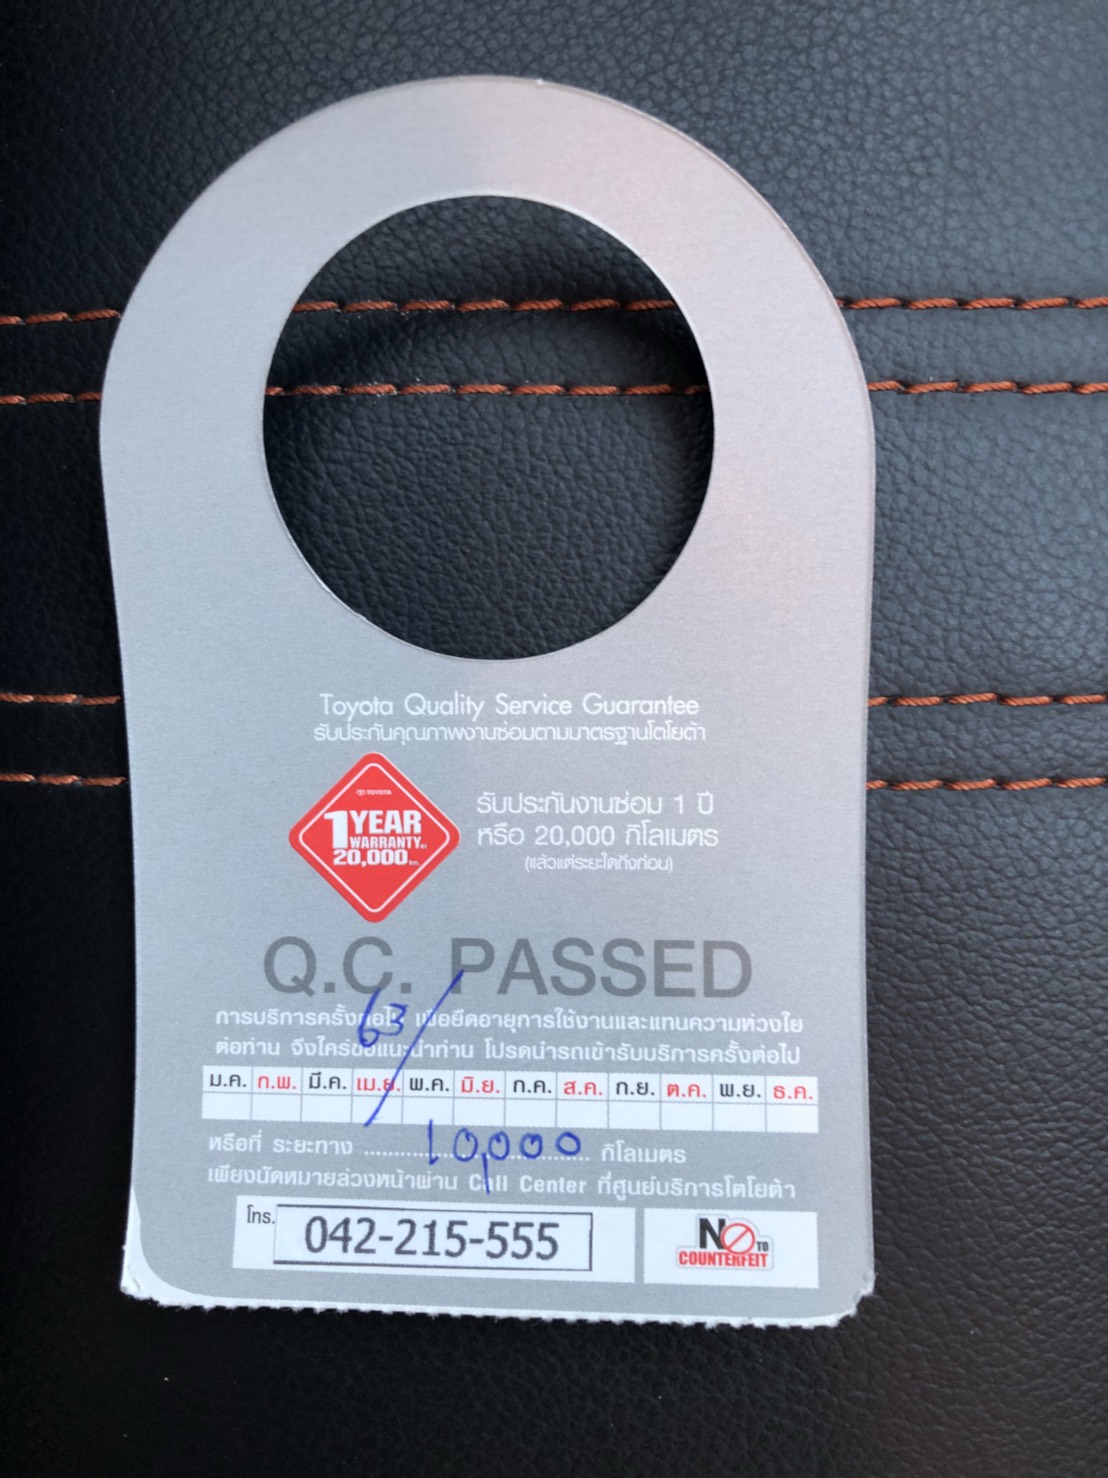 Toyota Quality Service Guarantee
รับประกันคุณภาพงานซ่อมตามมาตรฐานโตโยต้า
TOYOTA
1 YEAR
WARRANTY or
20,000 km.
รับประกันงานซ่อม 1 ปี
หรือ 20,000 กิโลเมตร
(แล้วแต่ระยะใดถึงก่อน)
Q.C. PASSED
63
การบริการครั้งต่อไป เพื่อยืดอายุการใช้งานและแทนความห่วงใย
ต่อท่าน จึงใคร่ขอแนะนำท่าน โปรดนำรถเข้ารับบริการครั้งต่อไป
ม.ค. ก.พ. มี.ค. เม.ย. พ.ค. มิ.ย. ก.ค. ส.ค. ก.ย. ต.ค. พ.ย. ธ.ค.
หรือที่ ระยะทาง 10,000 กิโลเมตร
เพียงนัดหมายล่วงหน้าผ่าน Call Center ที่ศูนย์บริการโตโยต้า
โทร. 042-215-555
NO TO
COUNTERFEIT